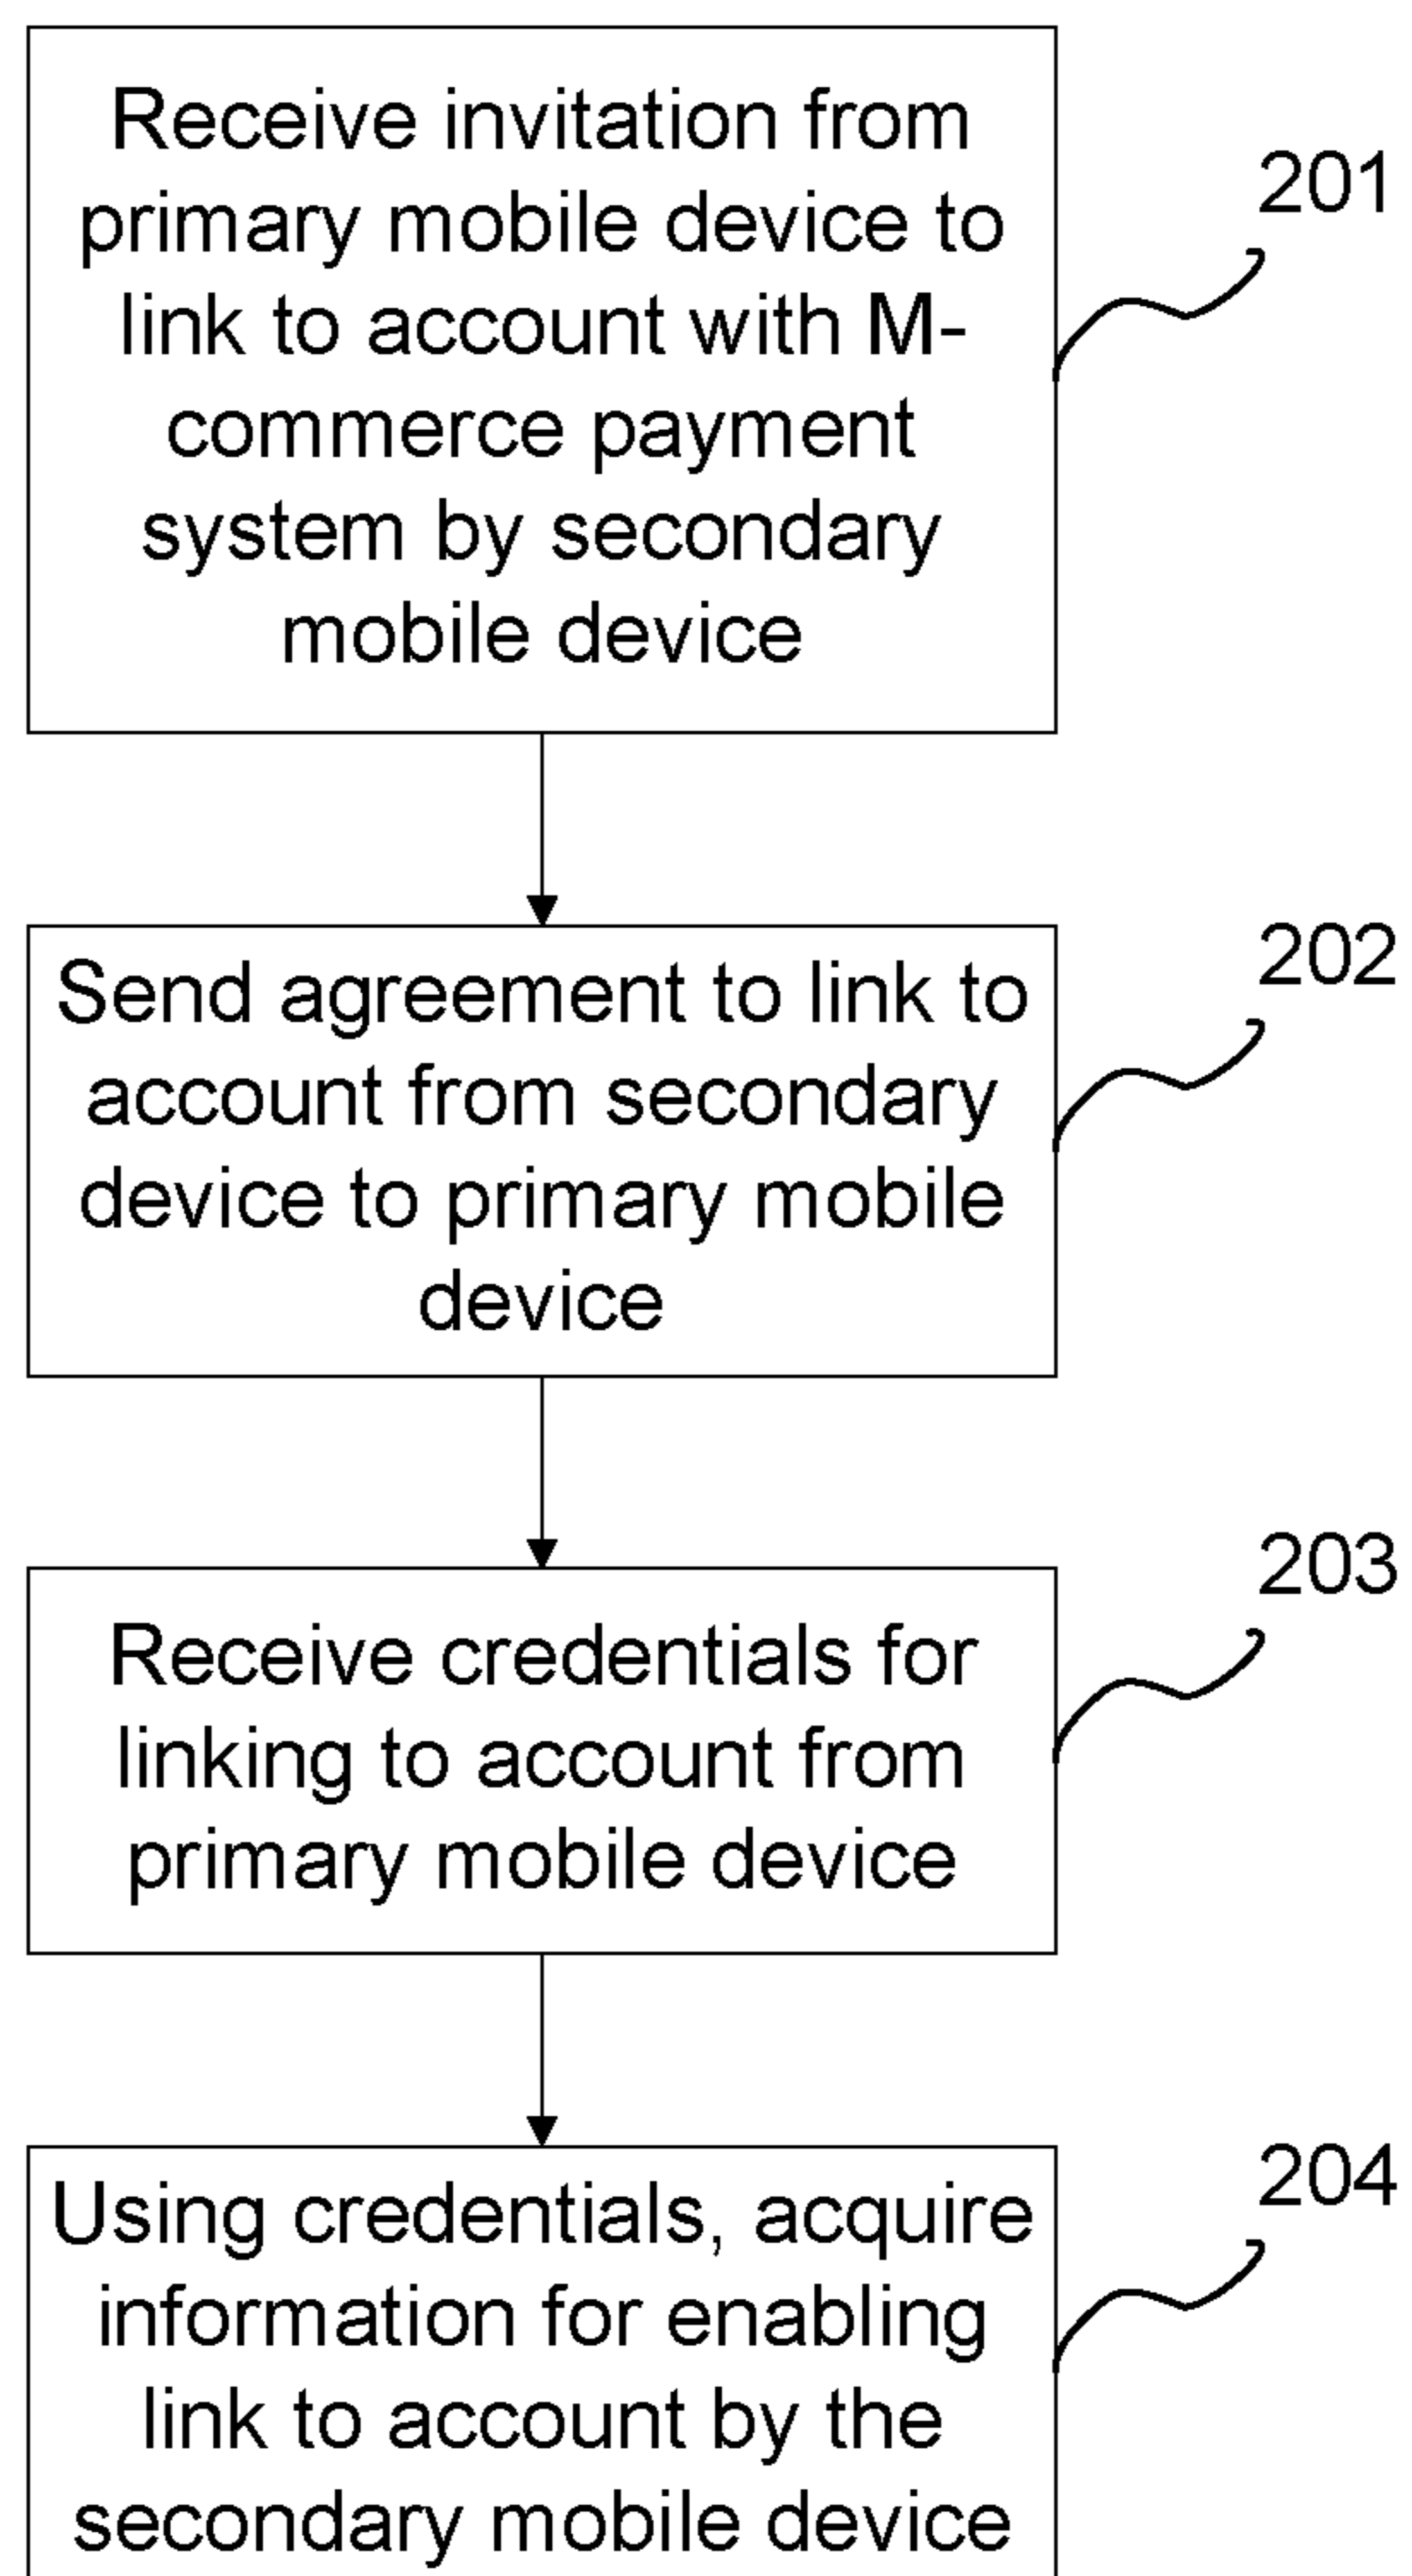 Receive invitation from
primary mobile device to
link to account with M-
commerce payment
system by secondary
mobile device
201
Send agreement to link to
account from secondary
device to primary mobile
device
202
Receive credentials for
linking to account from
primary mobile device
203
Using credentials, acquire
information for enabling
link to account by the
secondary mobile device
204